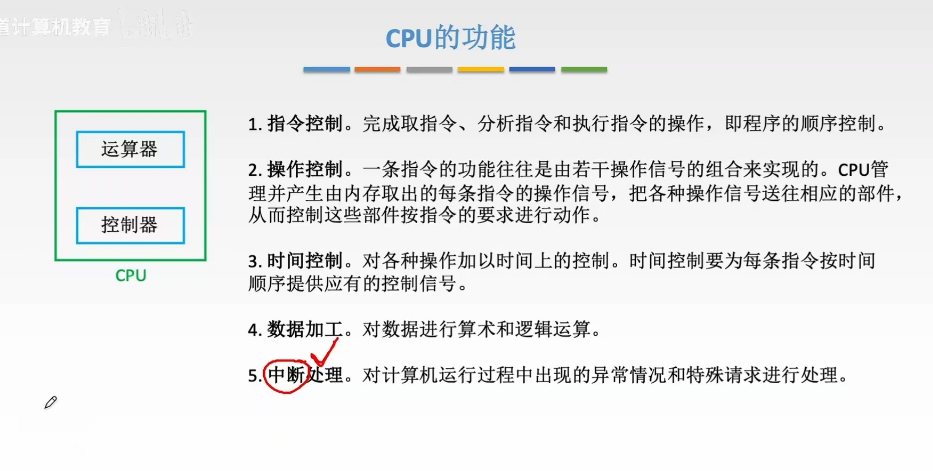 道计算机教育
CPU的功能
运算器
控制器
CPU
1. 指令控制。完成取指令、分析指令和执行指令的操作，即程序的顺序控制。
2. 操作控制。一条指令的功能往往是由若干操作信号的组合来实现的。CPU管
理并产生由内存取出的每条指令的操作信号，把各种操作信号送往相应的部件，
从而控制这些部件按指令的要求进行动作。
3. 时间控制。对各种操作加以时间上的控制。时间控制要为每条指令按时间
顺序提供应有的控制信号。
4. 数据加工。对数据进行算术和逻辑运算。
5. 中断处理。对计算机运行过程中出现的异常情况和特殊请求进行处理。